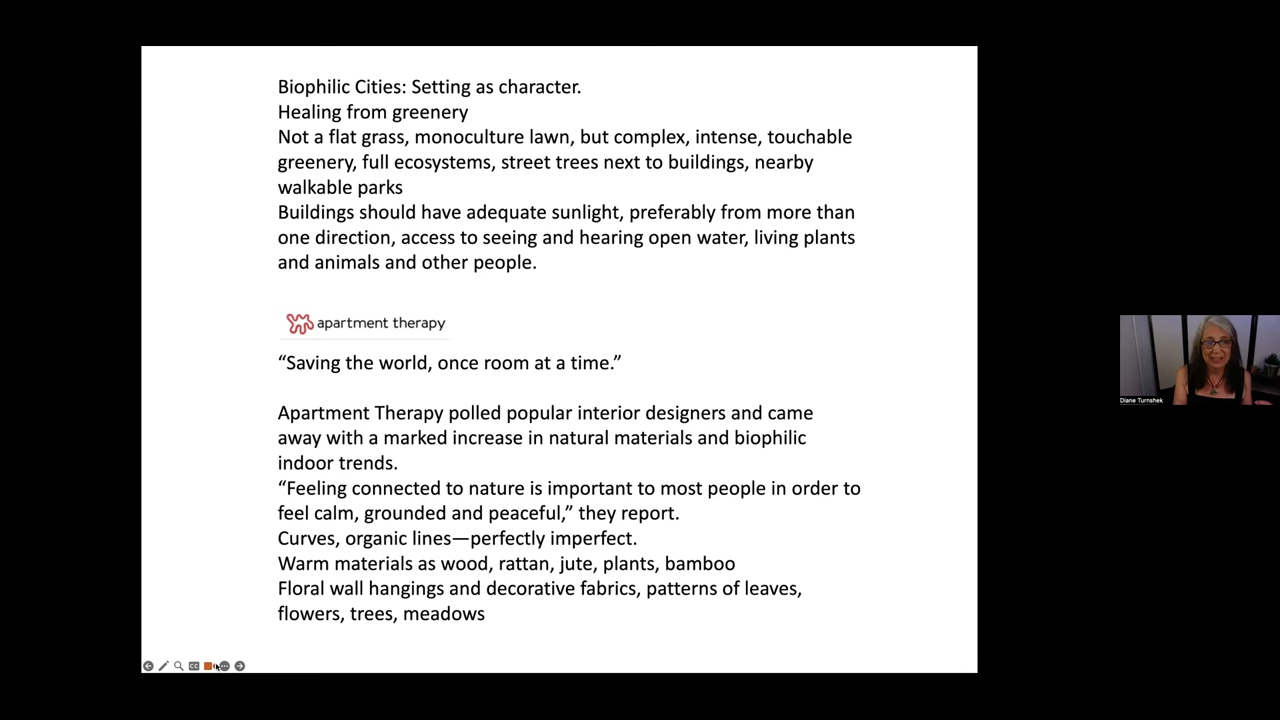 Biophilic Cities: Setting as character.
Healing from greenery
Not a flat grass, monoculture lawn, but complex, intense, touchable
greenery, full ecosystems, street trees next to buildings, nearby
walkable parks
Buildings should have adequate sunlight, preferably from more than
one direction, access to seeing and hearing open water, living plants
and animals and other people.
apartment therapy
“Saving the world, once room at a time.”
Apartment Therapy polled popular interior designers and came
away with a marked increase in natural materials and biophilic
indoor trends.
“Feeling connected to nature is important to most people in order to
feel calm, grounded and peaceful,” they report.
Curves, organic lines—perfectly imperfect.
Warm materials as wood, rattan, jute, plants, bamboo
Floral wall hangings and decorative fabrics, patterns of leaves,
flowers, trees, meadows
CC
Diane Turnshek